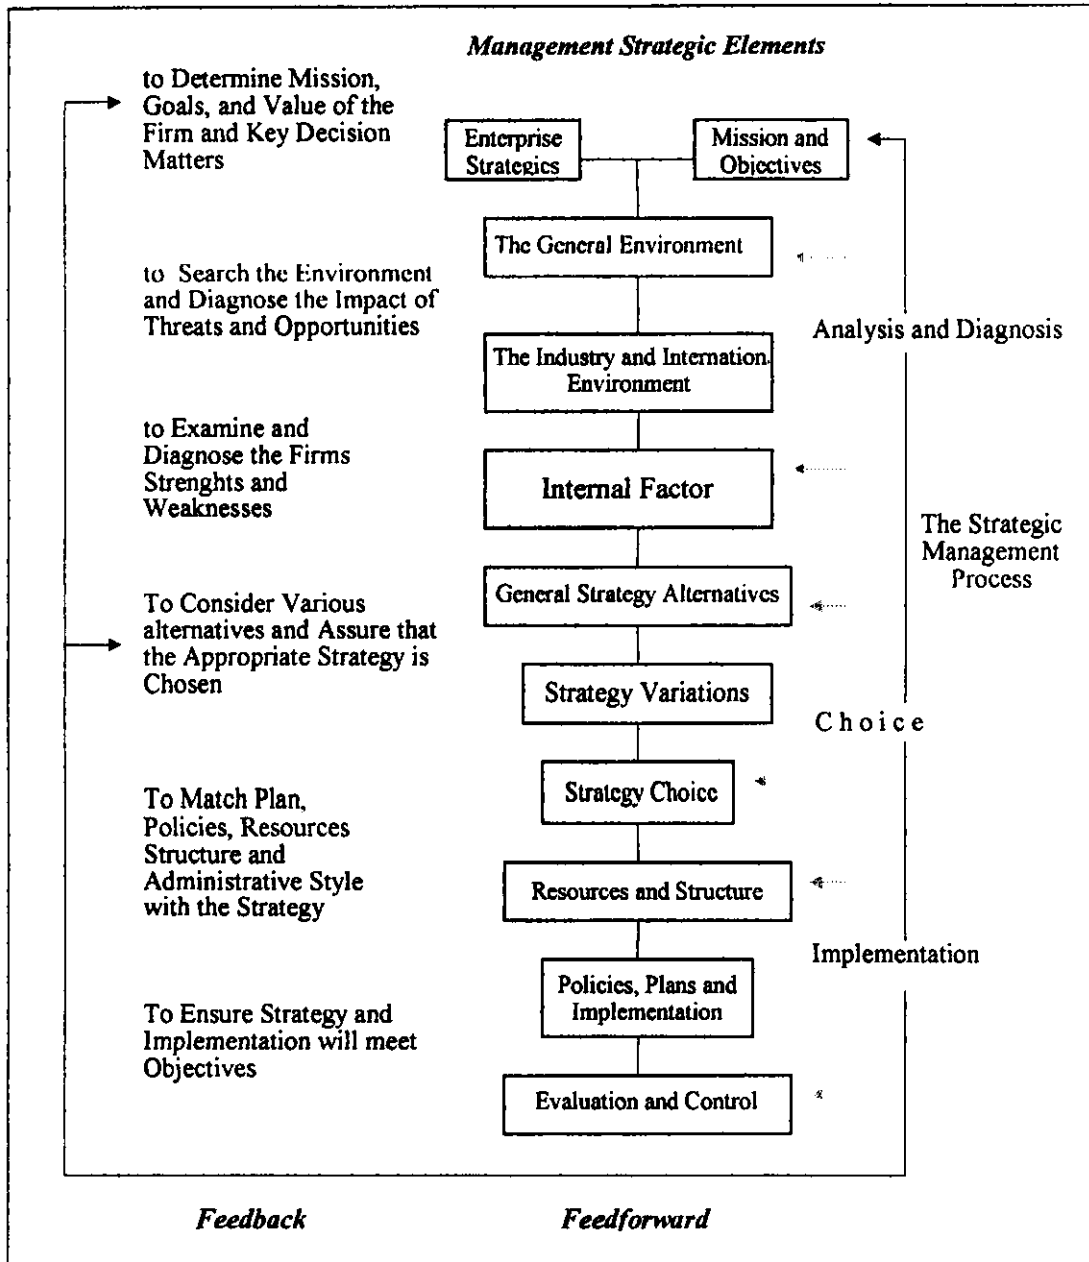 Management Strategic Elements
to Determine Mission,
Goals, and Value of the
Firm and Key Decision
Matters
Enterprise
Strategics
Mission and
Objectives
The General Environment
to Search the Environment
and Diagnose the Impact of
Threats and Opportunities
Analysis and Diagnosis
The Industry and Internation
Environment
to Examine and
Diagnose the Firms
Strenghts and
Weaknesses
Internal Factor
The Strategic
Management
Process
General Strategy Alternatives
To Consider Various
alternatives and Assure that
the Appropriate Strategy is
Chosen
Strategy Variations
Choice
Strategy Choice
To Match Plan,
Policies, Resources
Structure and
Administrative Style
with the Strategy
Resources and Structure
Implementation
Policies, Plans and
Implementation
To Ensure Strategy and
Implementation will meet
Objectives
Evaluation and Control
Feedback
Feedforward